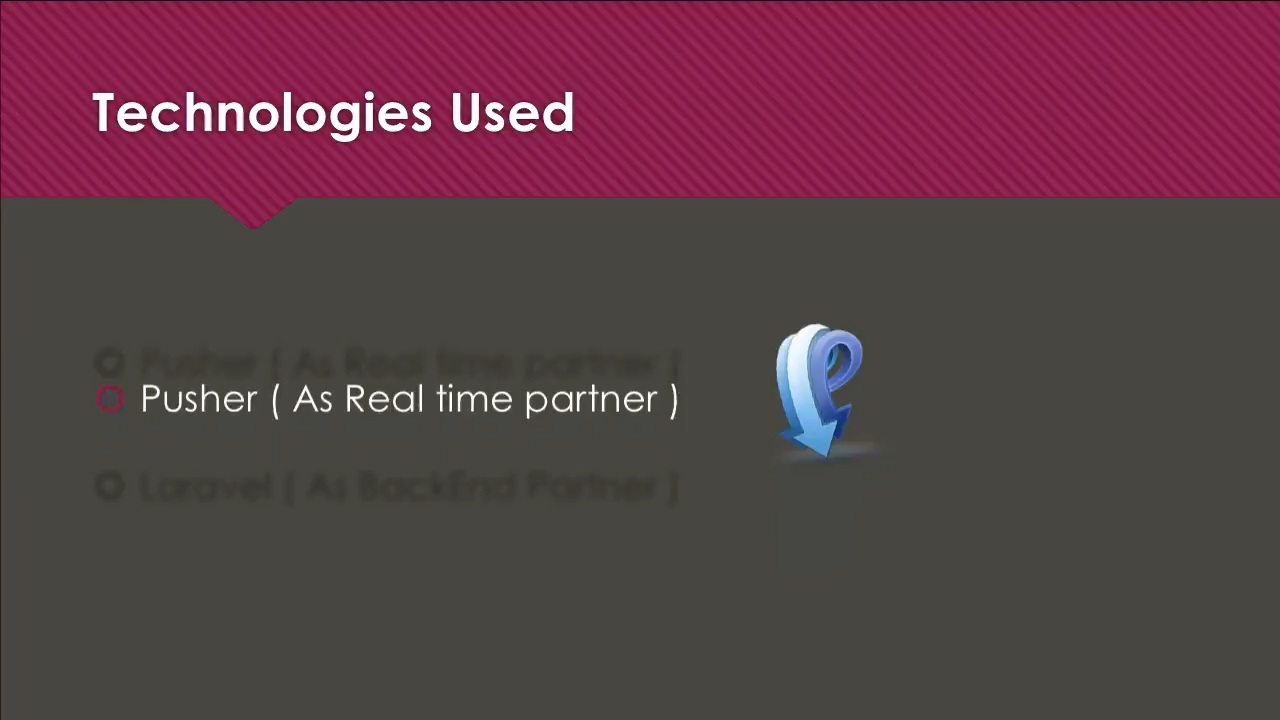 Technologies Used
Pusher ( As Real time partner )
Pusher ( As Real time partner )
Laravel ( As BackEnd Partner )